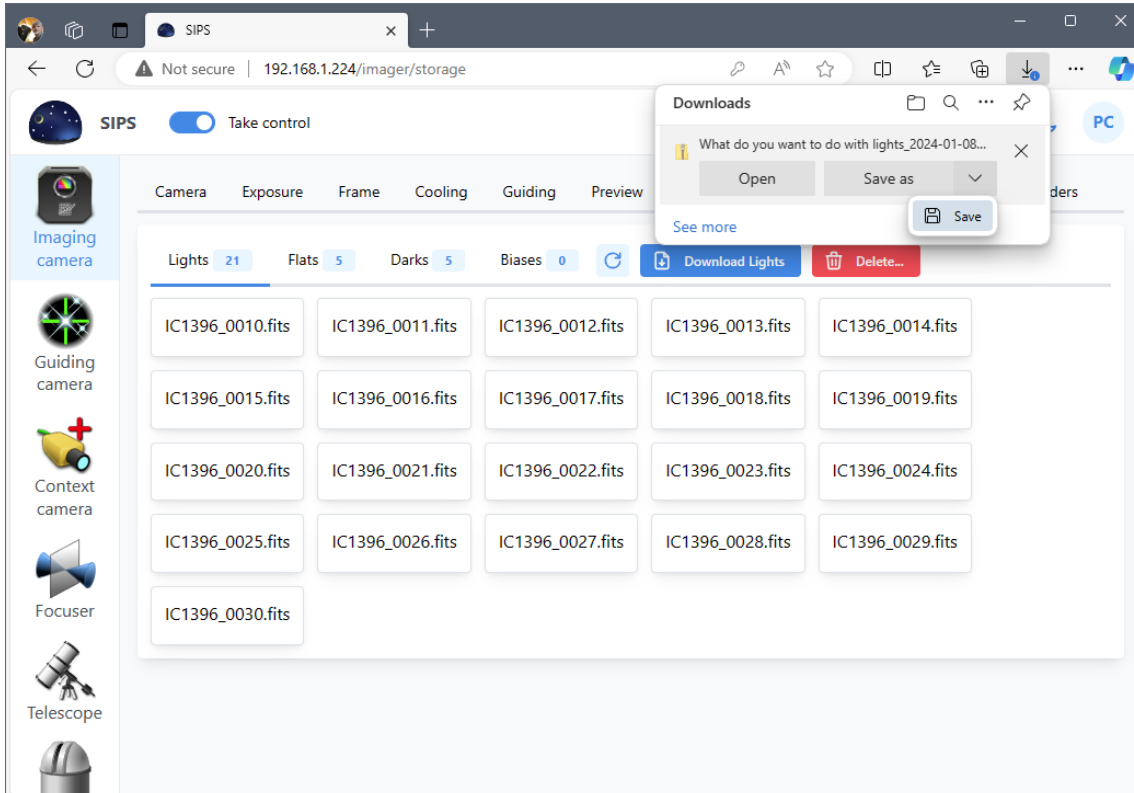 SIPS
Not secure 192.168.1.224/imager/storage
Downloads
What do you want to do with lights_2024-01-08...
Open Save as
Save
See more
SIPS Take control PC
Camera Exposure Frame Cooling Guiding Preview ders
Lights 21 Flats 5 Darks 5 Biases 0 Download Lights Delete...
Imaging
camera
Guiding
camera
Context
camera
Focuser
Telescope
IC1396_0010.fits IC1396_0011.fits IC1396_0012.fits IC1396_0013.fits IC1396_0014.fits
IC1396_0015.fits IC1396_0016.fits IC1396_0017.fits IC1396_0018.fits IC1396_0019.fits
IC1396_0020.fits IC1396_0021.fits IC1396_0022.fits IC1396_0023.fits IC1396_0024.fits
IC1396_0025.fits IC1396_0026.fits IC1396_0027.fits IC1396_0028.fits IC1396_0029.fits
IC1396_0030.fits